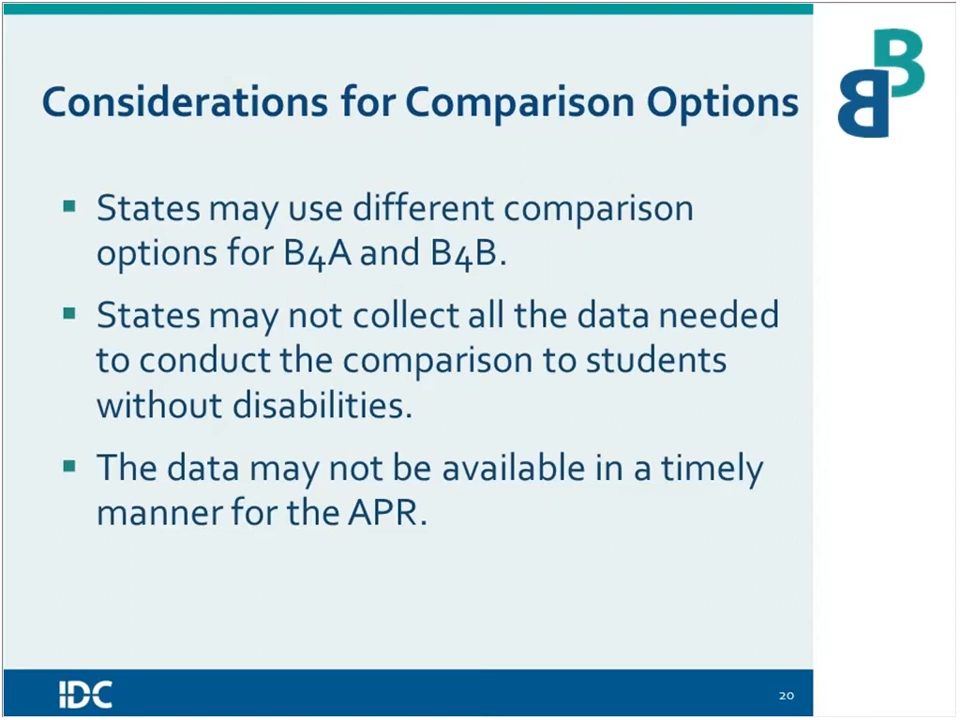 B
B
Considerations for Comparison Options
▪ States may use different comparison
options for B4A and B4B.
▪ States may not collect all the data needed
to conduct the comparison to students
without disabilities.
▪ The data may not be available in a timely
manner for the APR.
IDC
20